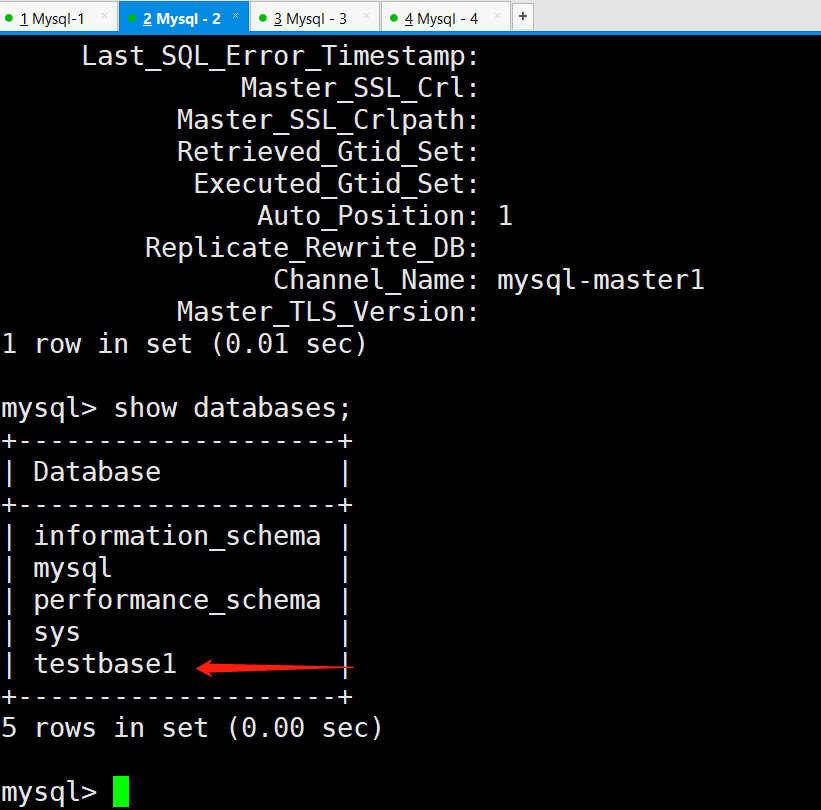 1 Mysql-1 × 2 Mysql - 2 × 3 Mysql - 3 × 4 Mysql - 4 × +
Last_SQL_Error_Timestamp:
Master_SSL_Crl:
Master_SSL_Crlpath:
Retrieved_Gtid_Set:
Executed_Gtid_Set:
Auto_Position: 1
Replicate_Rewrite_DB:
Channel_Name: mysql-master1
Master_TLS_Version:
1 row in set (0.01 sec)
mysql> show databases;
+--------------------+
| Database           |
+--------------------+
| information_schema |
| mysql              |
| performance_schema |
| sys                |
| testbase1          |
+--------------------+
5 rows in set (0.00 sec)
mysql>